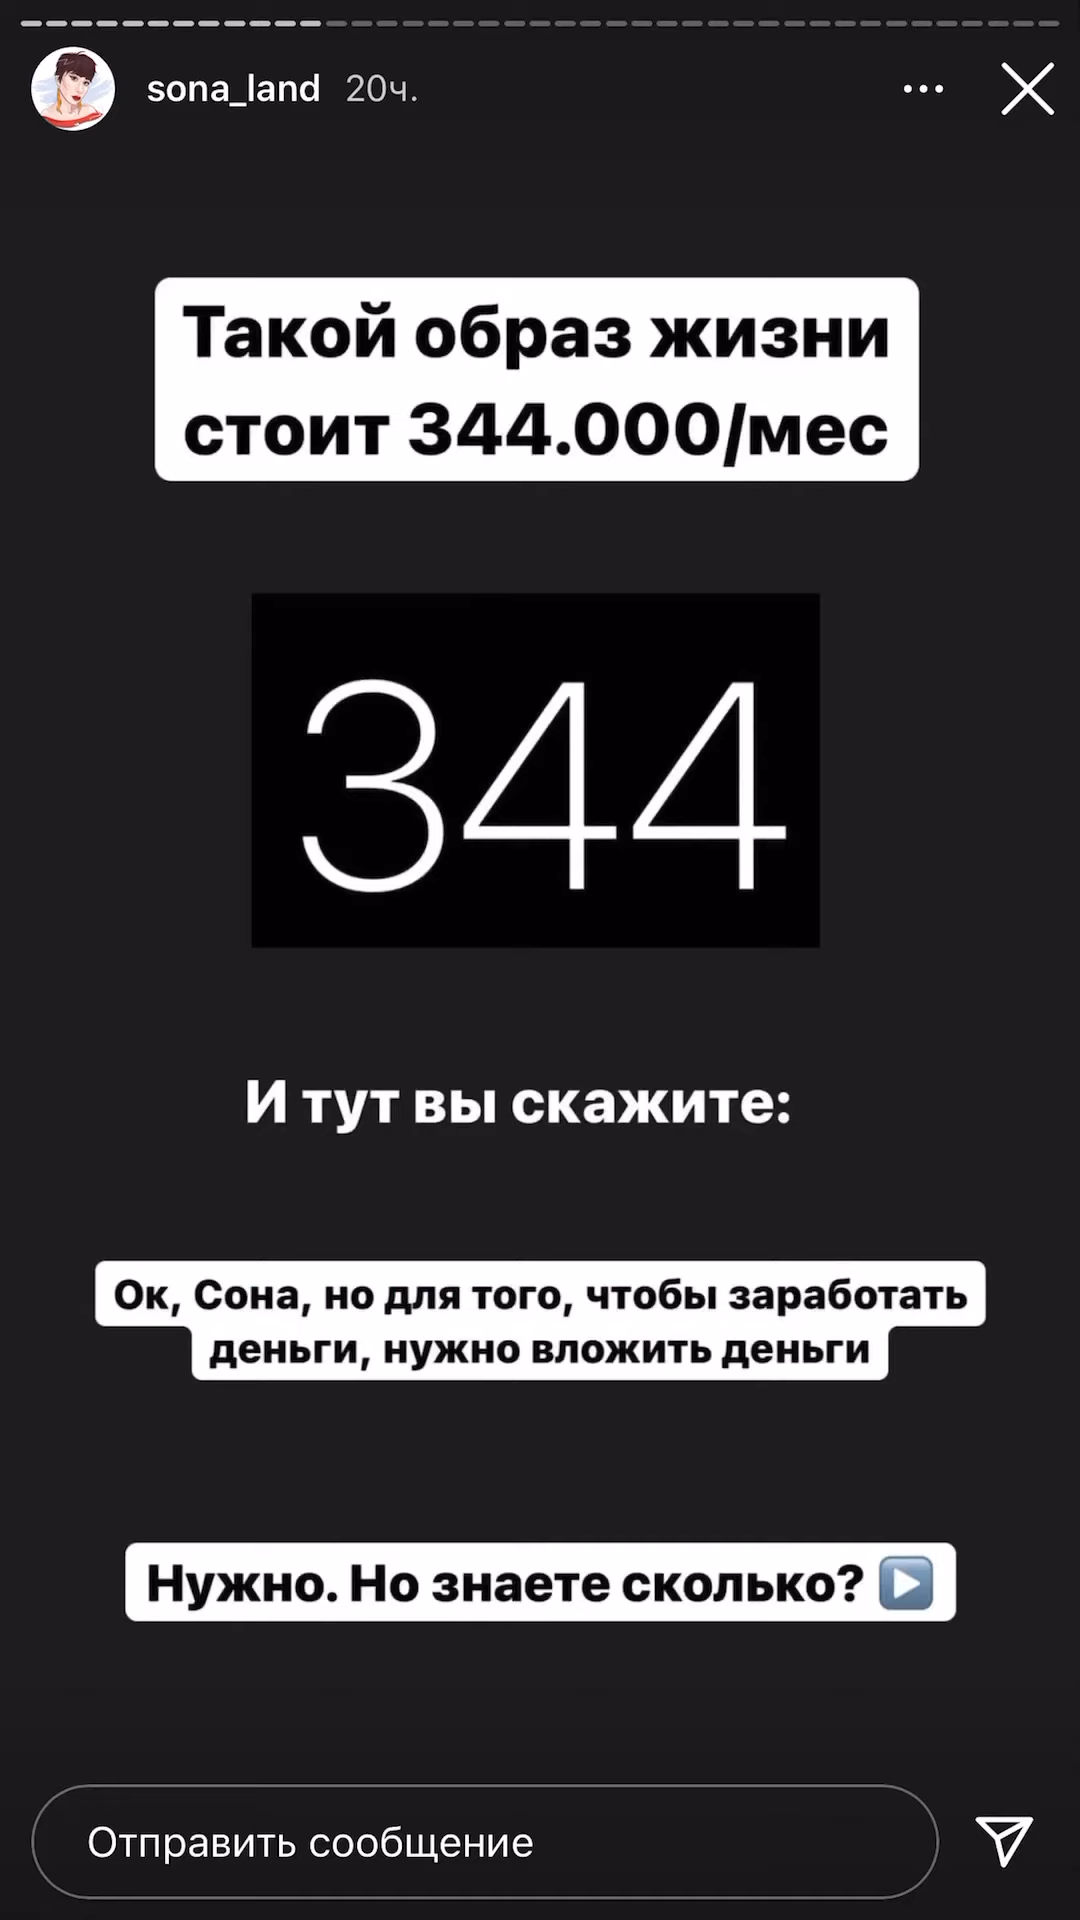 sona_land 20ч.
Такой образ жизни
стоит 344.000/мес
344
И тут вы скажите:
Ок, Сона, но для того, чтобы заработать
деньги, нужно вложить деньги
Нужно. Но знаете сколько? ▶️
Отправить сообщение